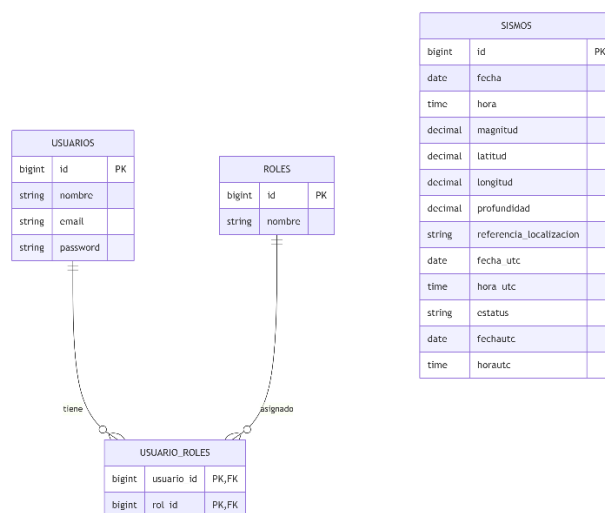 SISMOS
bigint id PK
date fecha
time hora
decimal magnitud
decimal latitud
decimal longitud
decimal profundidad
string referencia_localizacion
date fecha_utc
time hora_utc
string estatus
date fechautc
time horautc
USUARIOS
bigint id PK
string nombre
string email
string password
ROLES
bigint id PK
string nombre
tiene
asignado
USUARIO_ROLES
bigint usuario_id PK,FK
bigint rol_id PK,FK